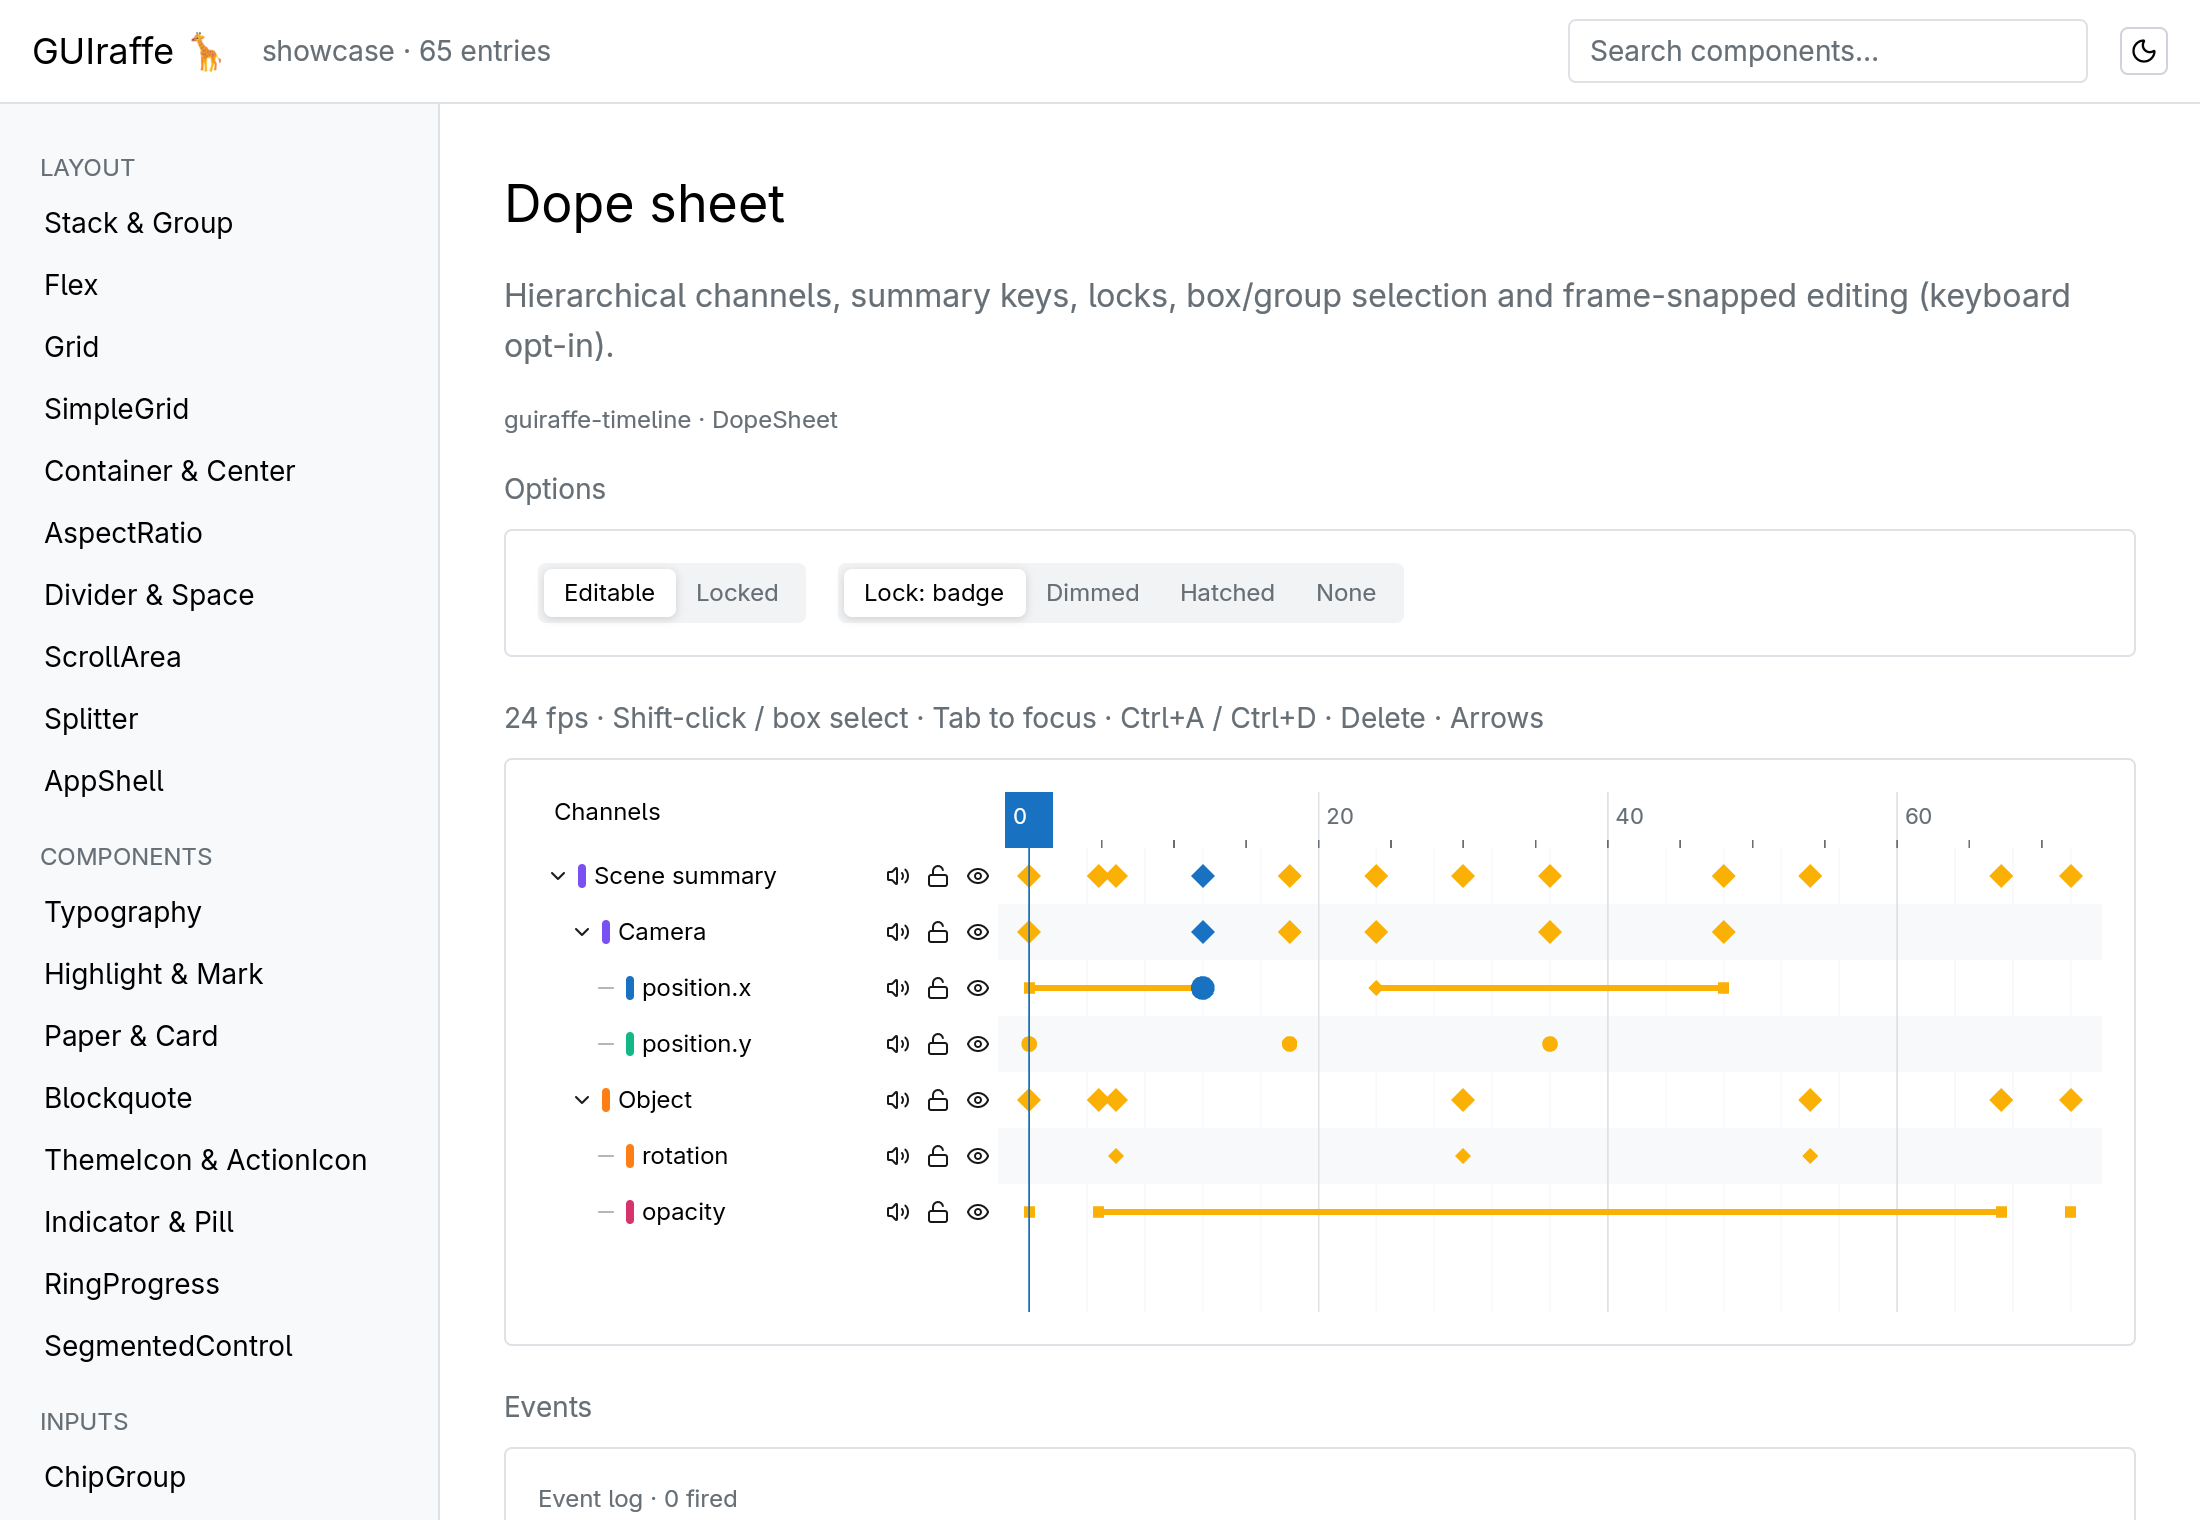 GUIraffe 🦒 showcase · 65 entries
Search components...
LAYOUT
Stack & Group
Flex
Grid
SimpleGrid
Container & Center
AspectRatio
Divider & Space
ScrollArea
Splitter
AppShell
COMPONENTS
Typography
Highlight & Mark
Paper & Card
Blockquote
ThemeIcon & ActionIcon
Indicator & Pill
RingProgress
SegmentedControl
INPUTS
ChipGroup
Dope sheet
Hierarchical channels, summary keys, locks, box/group selection and frame-snapped editing (keyboard
opt-in).
guiraffe-timeline · DopeSheet
Options
Editable Locked Lock: badge Dimmed Hatched None
24 fps · Shift-click / box select · Tab to focus · Ctrl+A / Ctrl+D · Delete · Arrows
Channels 0 20 40 60
Scene summary
Camera
position.x
position.y
Object
rotation
opacity
Events
Event log · 0 fired